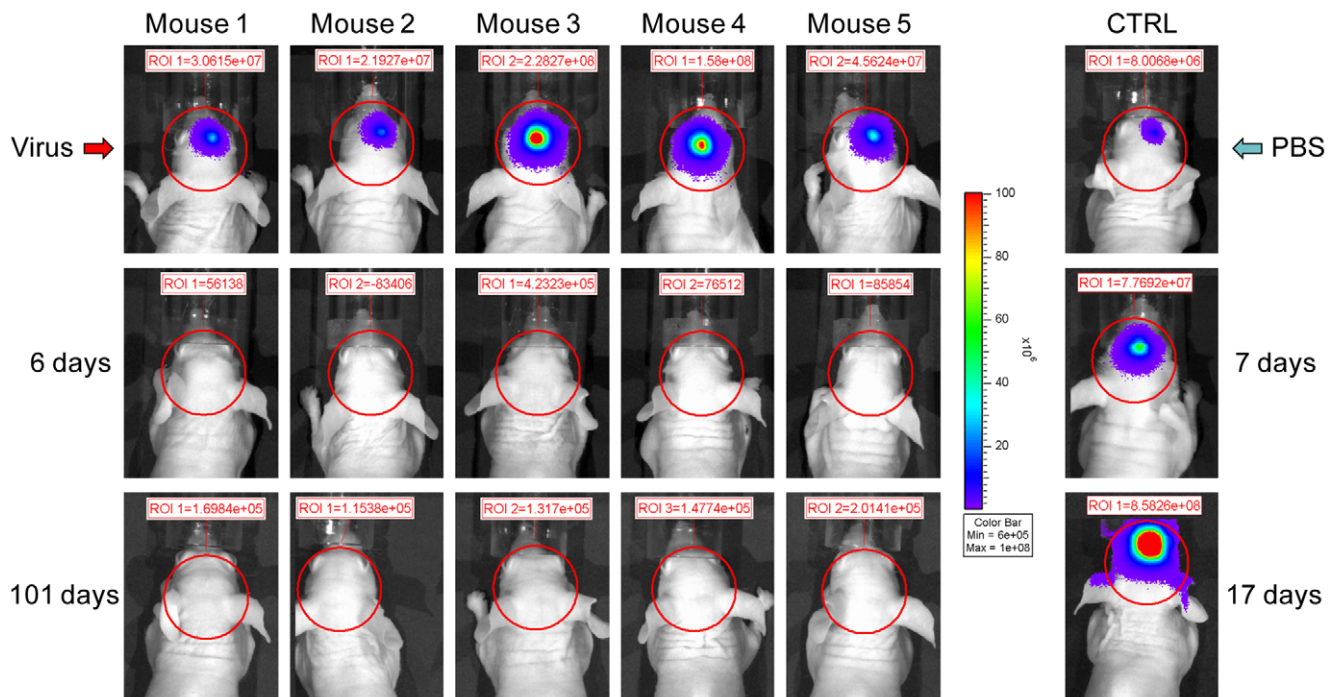 Mouse 1 Mouse 2 Mouse 3 Mouse 4 Mouse 5 CTRL
ROI 1=3.0615e+07 ROI 1=2.1927e+07 ROI 2=2.2827e+08 ROI 1=1.58e+08 ROI 2=4.5624e+07 ROI 1=8.0068e+06
Virus PBS
ROI 1=56138 ROI 2=-83406 ROI 1=4.2323e+05 ROI 2=76512 ROI 1=85854 ROI 1=7.7692e+07
6 days 7 days
100
80
60
40
20
x10⁶
Color Bar
Min = 6e+05
Max = 1e+08
ROI 1=1.6984e+05 ROI 1=1.1538e+05 ROI 2=1.317e+05 ROI 3=1.4774e+05 ROI 2=2.0141e+05 ROI 1=8.5826e+08
101 days 17 days